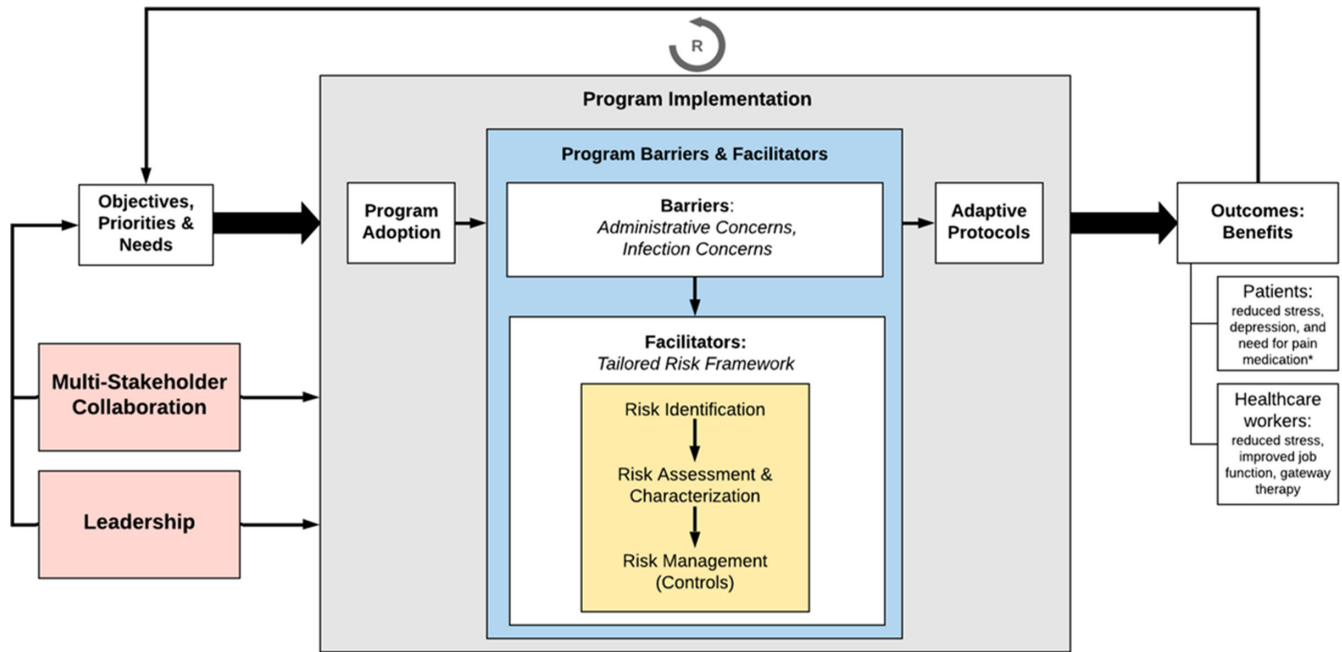 R
Program Implementation
Program Barriers & Facilitators
Objectives,
Priorities &
Needs
Program
Adoption
Barriers:
Administrative Concerns,
Infection Concerns
Adaptive
Protocols
Outcomes:
Benefits
Patients:
reduced stress,
depression, and
need for pain
medication*
Healthcare
workers:
reduced stress,
improved job
function, gateway
therapy
Multi-Stakeholder
Collaboration
Leadership
Facilitators:
Tailored Risk Framework
Risk Identification
Risk Assessment &
Characterization
Risk Management
(Controls)